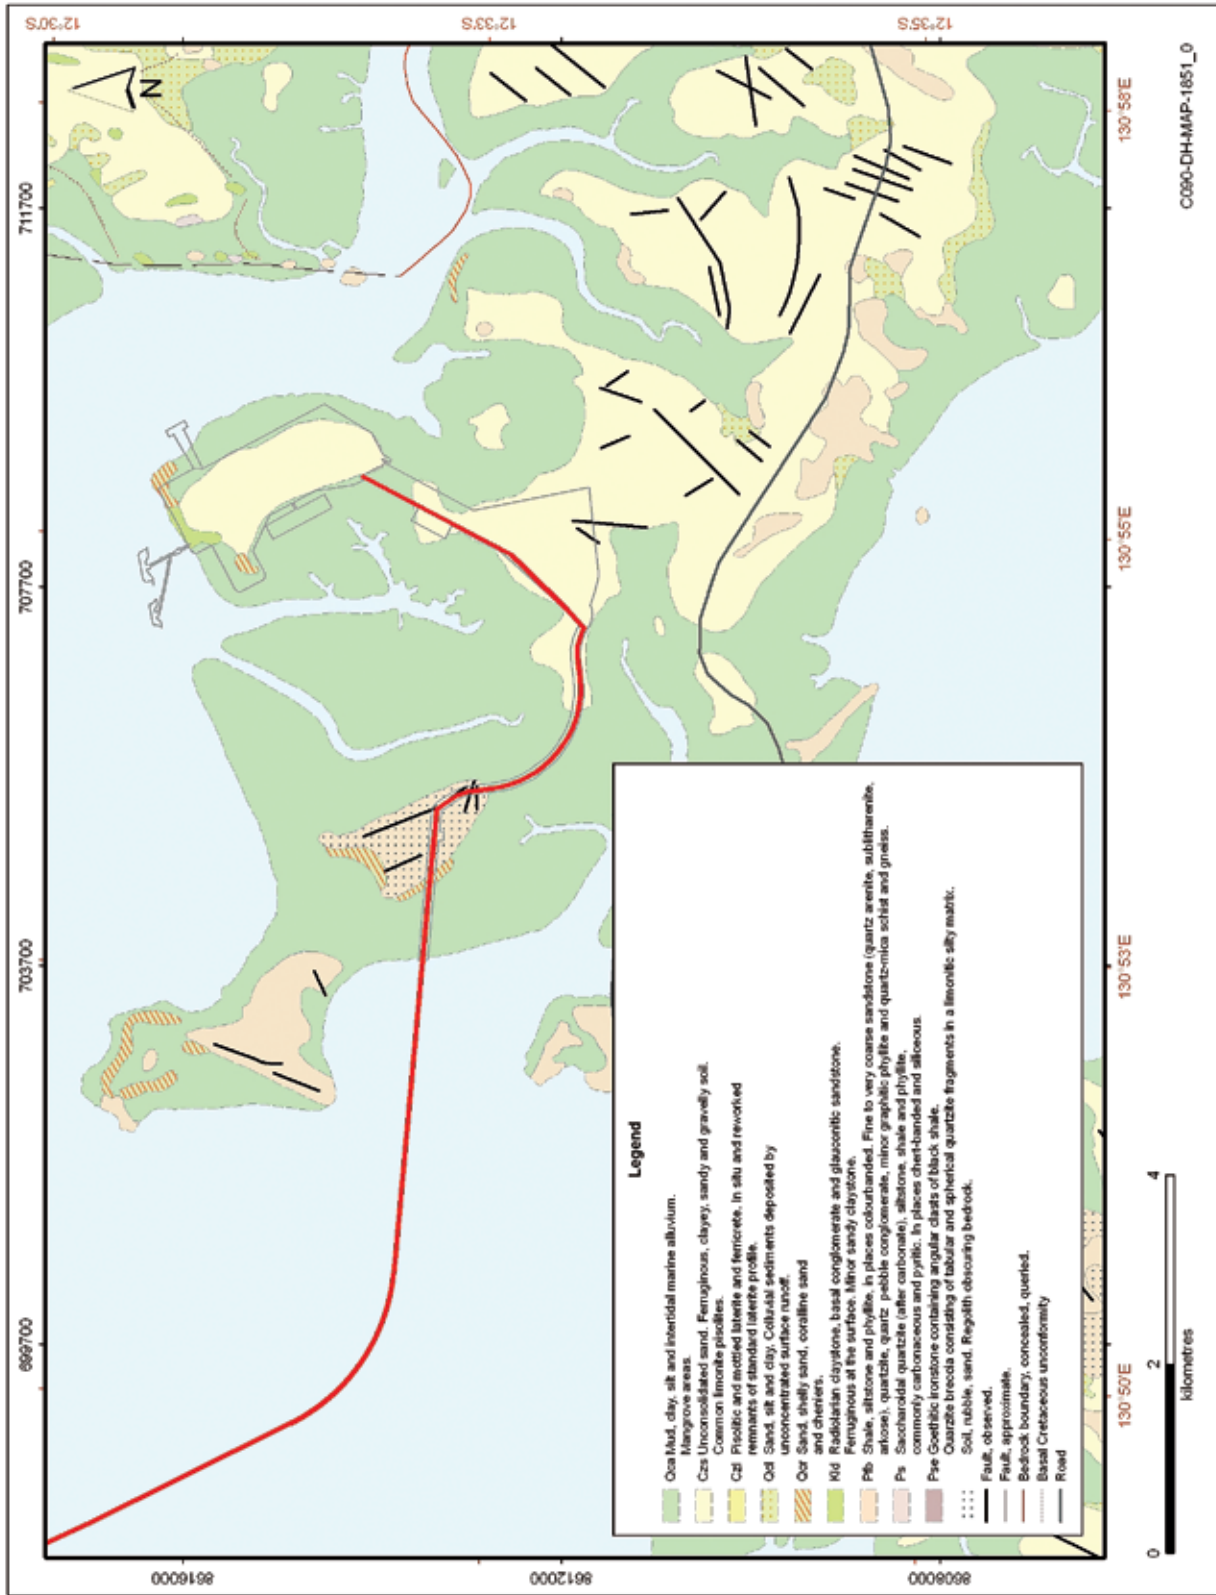 12°30'S
12°33'S
12°35'S
711700
707700
703700
699700
130°58'E
130°55'E
130°53'E
130°50'E
8616000
8612000
8608000
N
Legend
Qca Mud, clay, silt and intertidal marine alluvium.
Mangrove areas.
Czs Unconsolidated sand. Ferruginous, clayey, sandy and gravelly soil.
Common limonite pisolites.
Czl Pisolitic and mottled laterite and ferricrete. In situ and reworked
remnants of standard laterite profile.
Qcl Sand, silt and clay. Colluvial sediments deposited by
unconcentrated surface runoff.
Qcr Sand, shelly sand, coralline sand
and cheniers.
Kld Radiolarian claystone, basal conglomerate and glauconitic sandstone.
Ferruginous at the surface. Minor sandy claystone.
Pfb Shale, siltstone and phyllite, in places colourbanded. Fine to very coarse sandstone (quartz arenite, sublitharenite,
arkose), quartzite, quartz pebble conglomerate, minor graphitic phyllite and quartz-mica schist and gneiss.
Ps Saccharoidal quartzite (after carbonate), siltstone, shale and phyllite,
commonly carbonaceous and pyritic. In places chert-banded and siliceous.
Pse Goethitic ironstone containing angular clasts of black shale.
Quartzite breccia consisting of tabular and spherical quartzite fragments in a limonitic silty matrix.
Soil, rubble, sand. Regolith obscuring bedrock.
Fault, observed.
Fault, approximate.
Bedrock boundary, concealed, queried.
Basal Cretaceous unconformity
Road
0 2 4
kilometres
C090-DH-MAP-1851_0